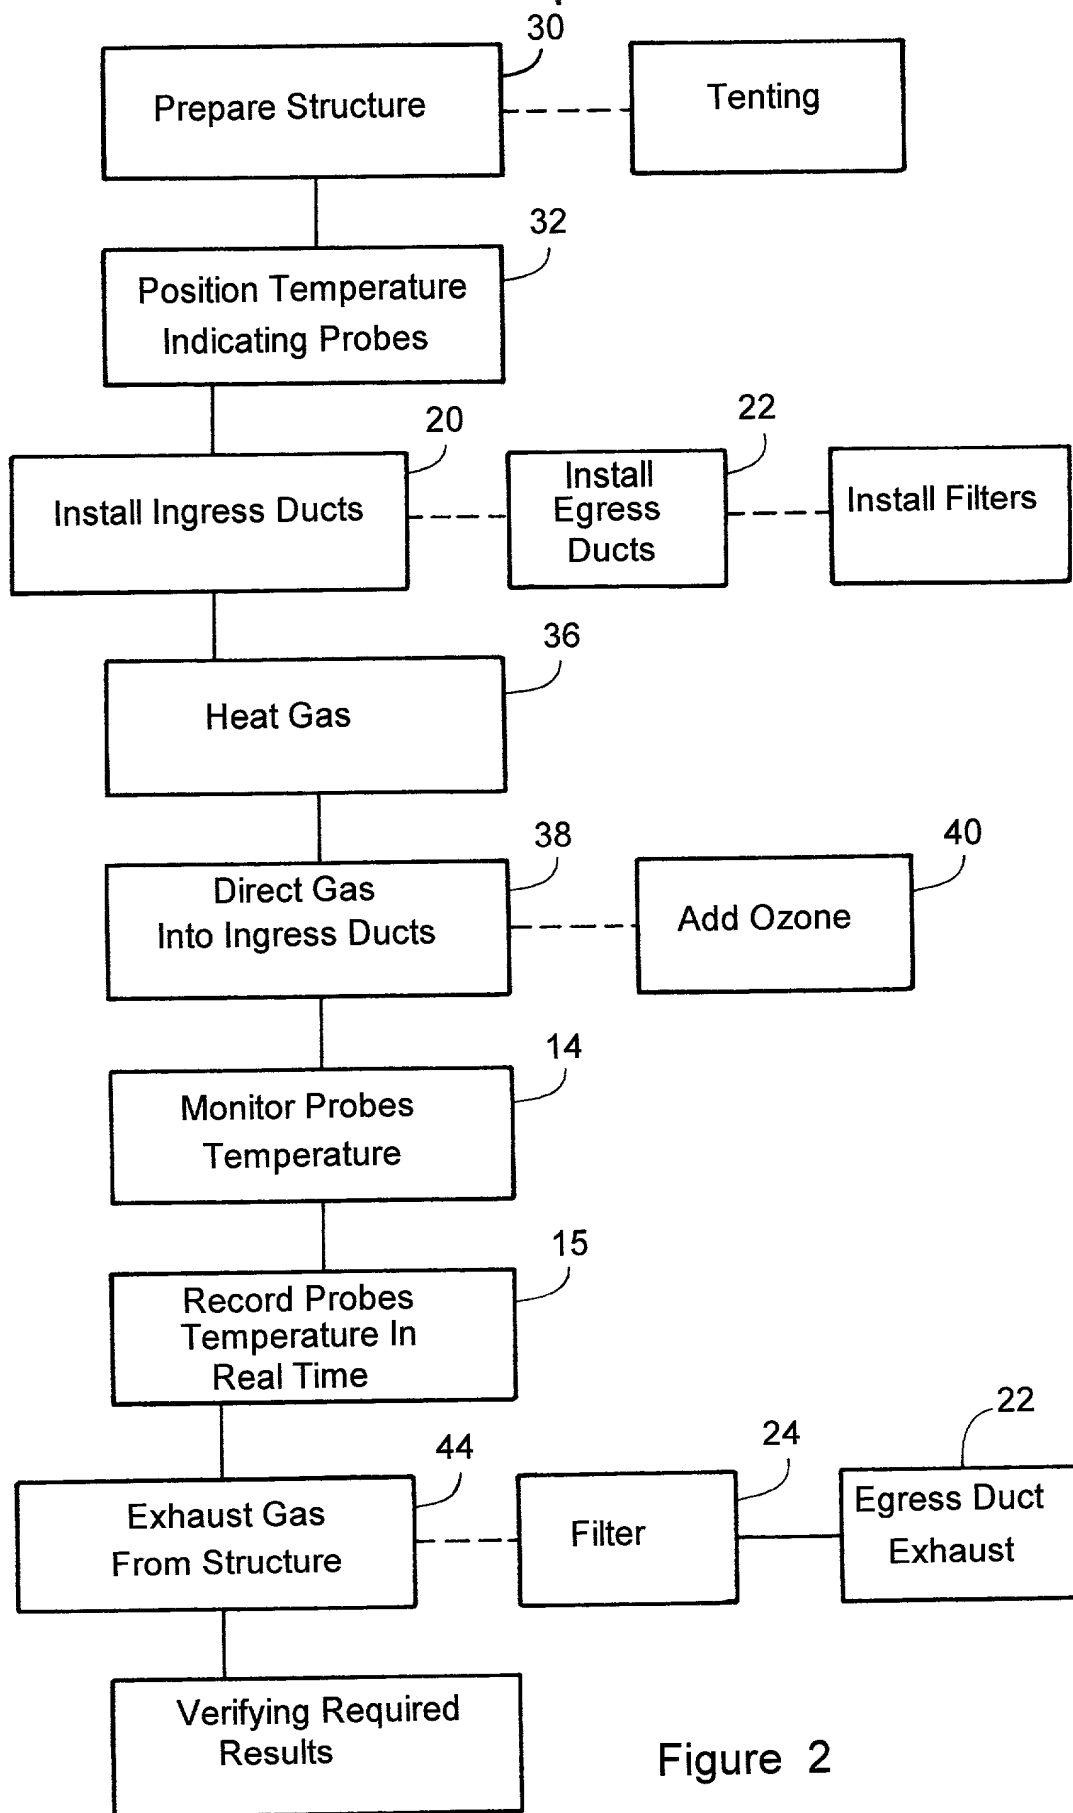 30
Prepare Structure
Tenting
32
Position Temperature
Indicating Probes
20
Install Ingress Ducts
22
Install
Egress
Ducts
Install Filters
36
Heat Gas
38
Direct Gas
Into Ingress Ducts
40
Add Ozone
14
Monitor Probes
Temperature
15
Record Probes
Temperature In
Real Time
44
Exhaust Gas
From Structure
24
Filter
22
Egress Duct
Exhaust
Verifying Required
Results
Figure 2